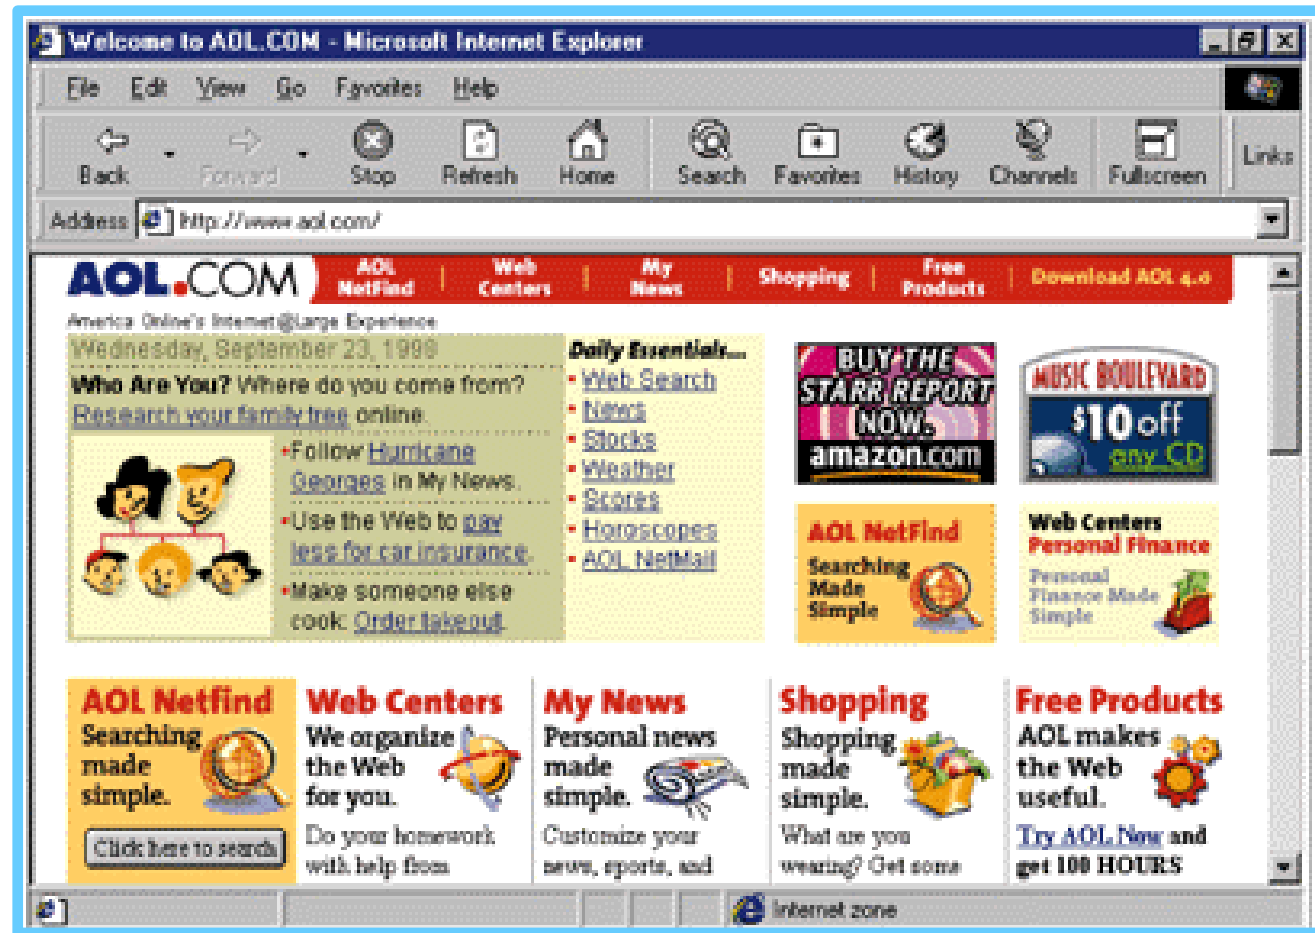 Welcome to AOL.COM - Microsoft Internet Explorer
File Edit View Go Favorites Help
Back Forward Stop Refresh Home Search Favorites History Channels Fullscreen Links
Address http://www.aol.com/
AOL.COM AOL NetFind | Web Centers | My News | Shopping | Free Products | Download AOL 4.0
America Online's Internet@Large Experience
Wednesday, September 23, 1998
Who Are You? Where do you come from?
Research your family tree online.
•Follow Hurricane
Georges in My News.
•Use the Web to pay
less for car insurance.
•Make someone else
cook: Order takeout.
Daily Essentials...
• Web Search
• News
• Stocks
• Weather
• Scores
• Horoscopes
• AOL NetMail
BUY THE
STARR REPORT
NOW.
amazon.com
MUSIC BOULEVARD
$10 off
any CD
AOL NetFind
Searching
Made
Simple
Web Centers
Personal Finance
Personal
Finance Made
Simple
AOL Netfind
Searching
made
simple.
Click here to search
Web Centers
We organize
the Web
for you.
Do your homework
with help from
My News
Personal news
made
simple.
Customize your
news, sports, and
Shopping
Shopping
made
simple.
What are you
wearing? Get some
Free Products
AOL makes
the Web
useful.
Try AOL Now and
get 100 HOURS
Internet zone